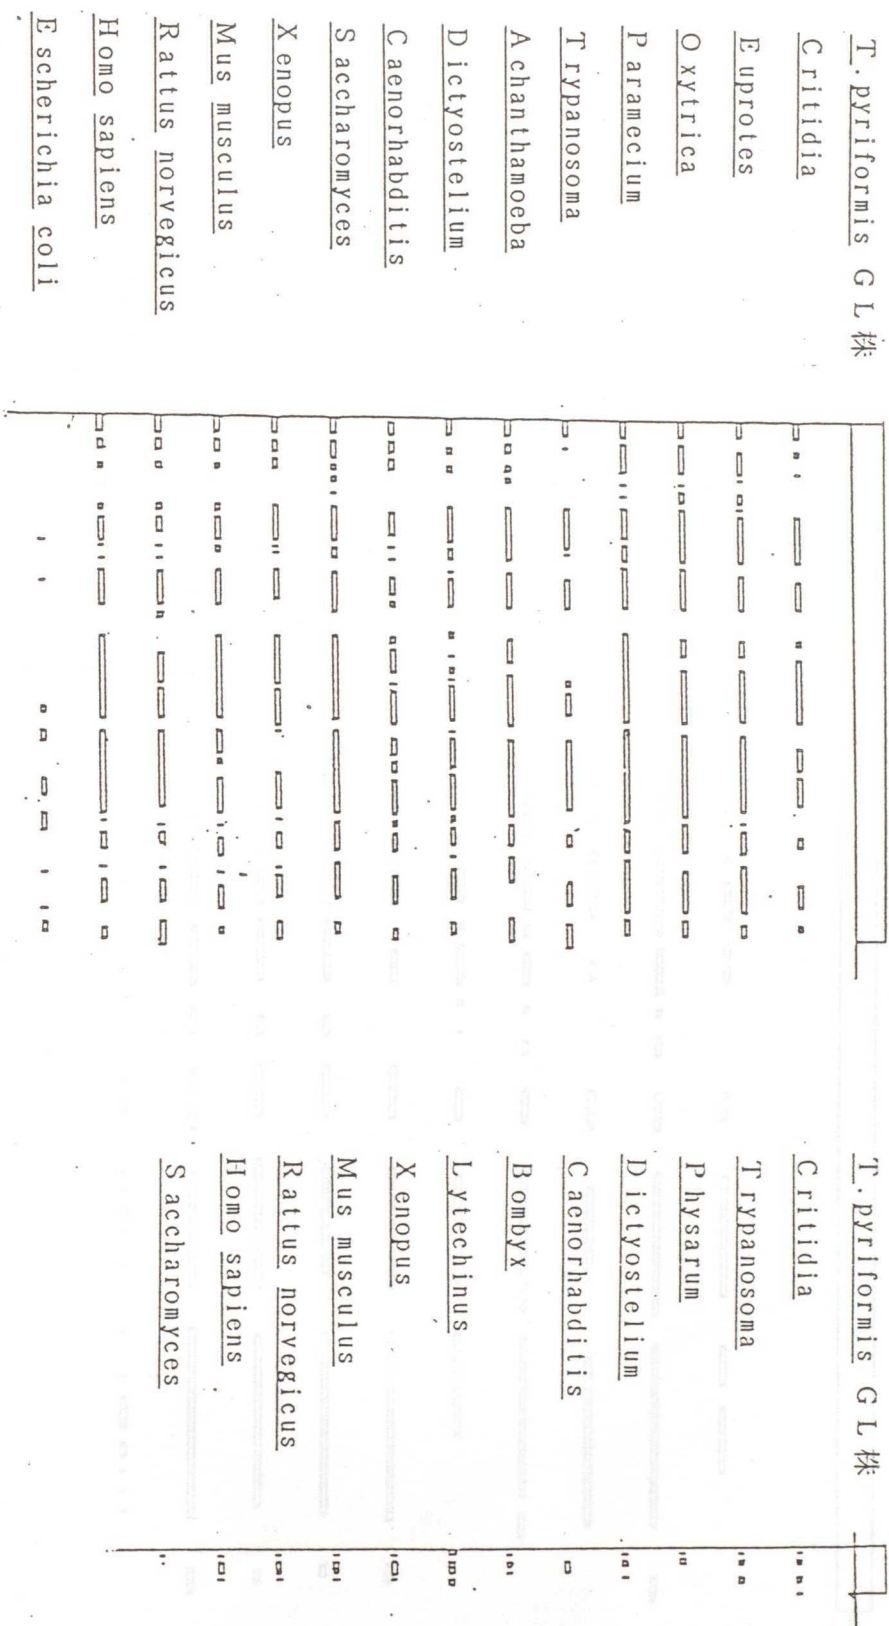 T.pyriformis GL株
Critidia
Euprotes
Oxytrica
Paramecium
Trypanosoma
Achanthamoeba
Dictyostelium
Caenorhabditis
Saccharomyces
Xenopus
Mus musculus
Rattus norvegicus
Homo sapiens
Escherichia coli
T.pyriformis GL株
Critidia
Trypanosoma
Physarum
Dictyostelium
Caenorhabditis
Bombyx
Lytechinus
Xenopus
Mus musculus
Rattus norvegicus
Homo sapiens
Saccharomyces